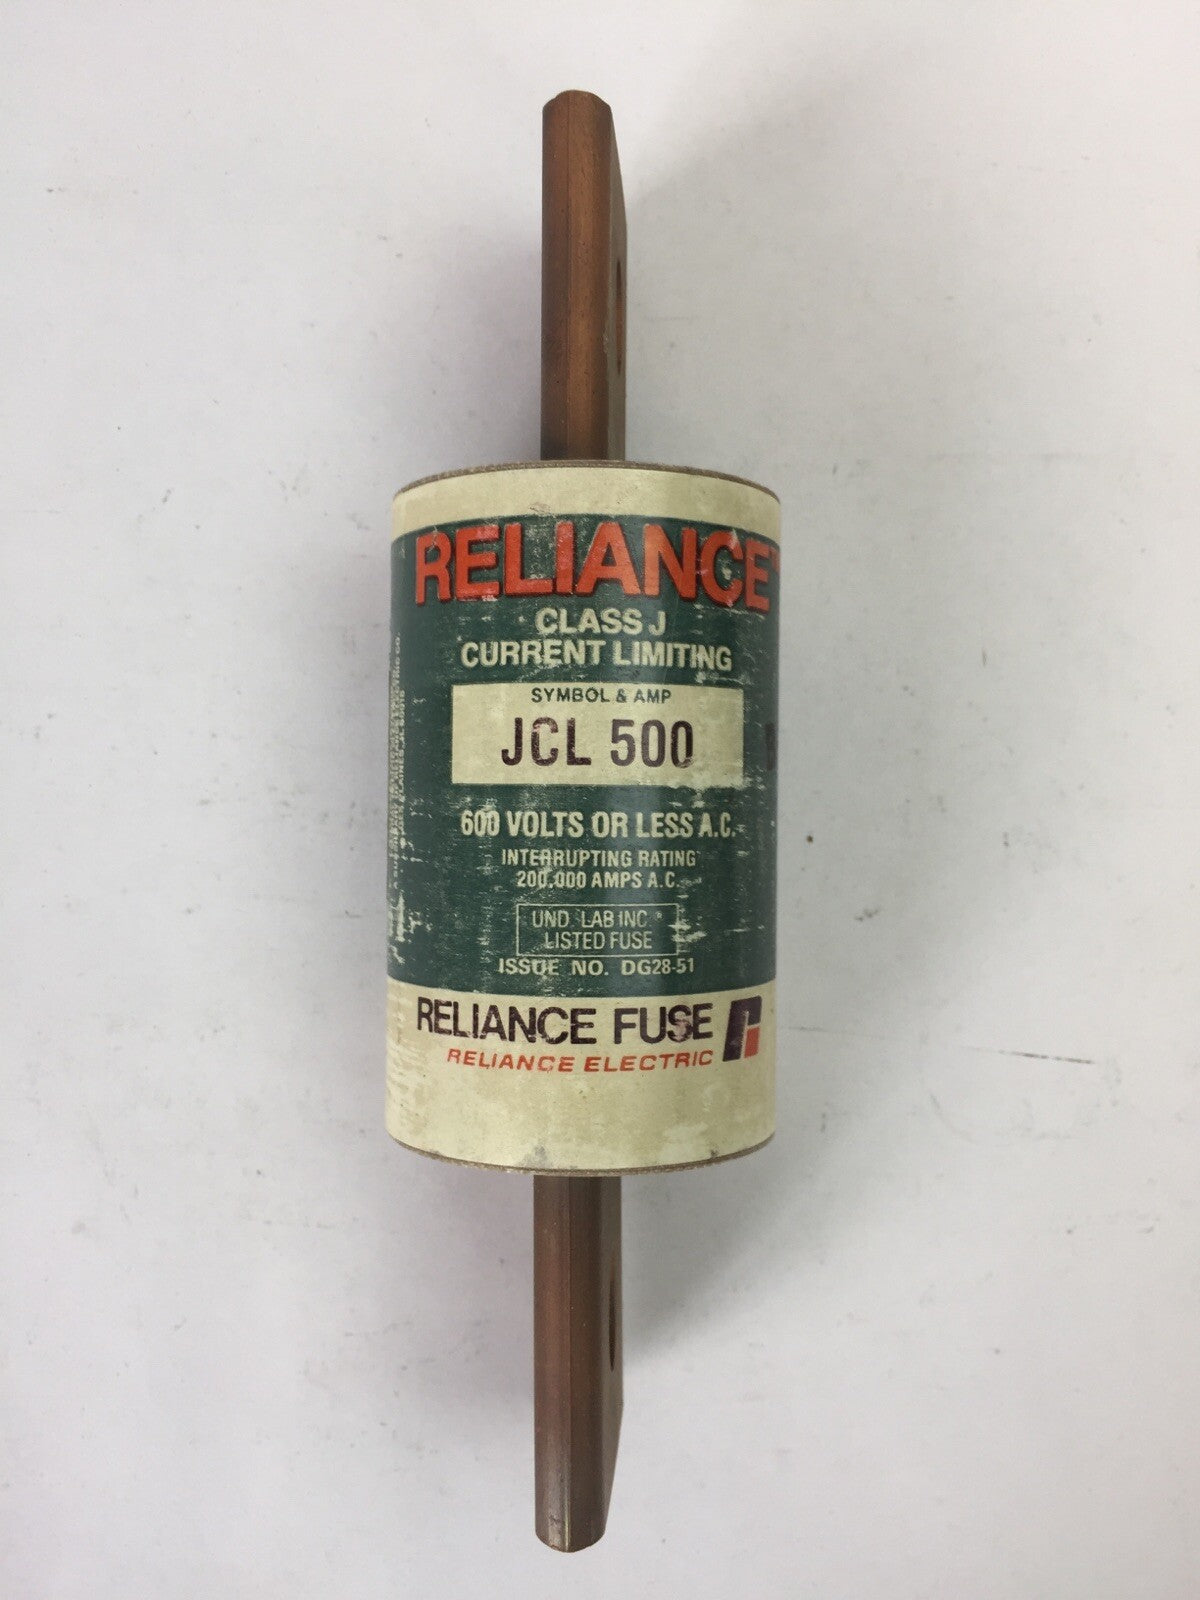 RELIANCE
CLASS J
CURRENT LIMITING
SYMBOL & AMP
JCL 500
600 VOLTS OR LESS A.C.
INTERRUPTING RATING
200,000 AMPS A.C.
UND. LAB INC.
LISTED FUSE
ISSUE NO. DG28-51
RELIANCE FUSE
RELIANCE ELECTRIC